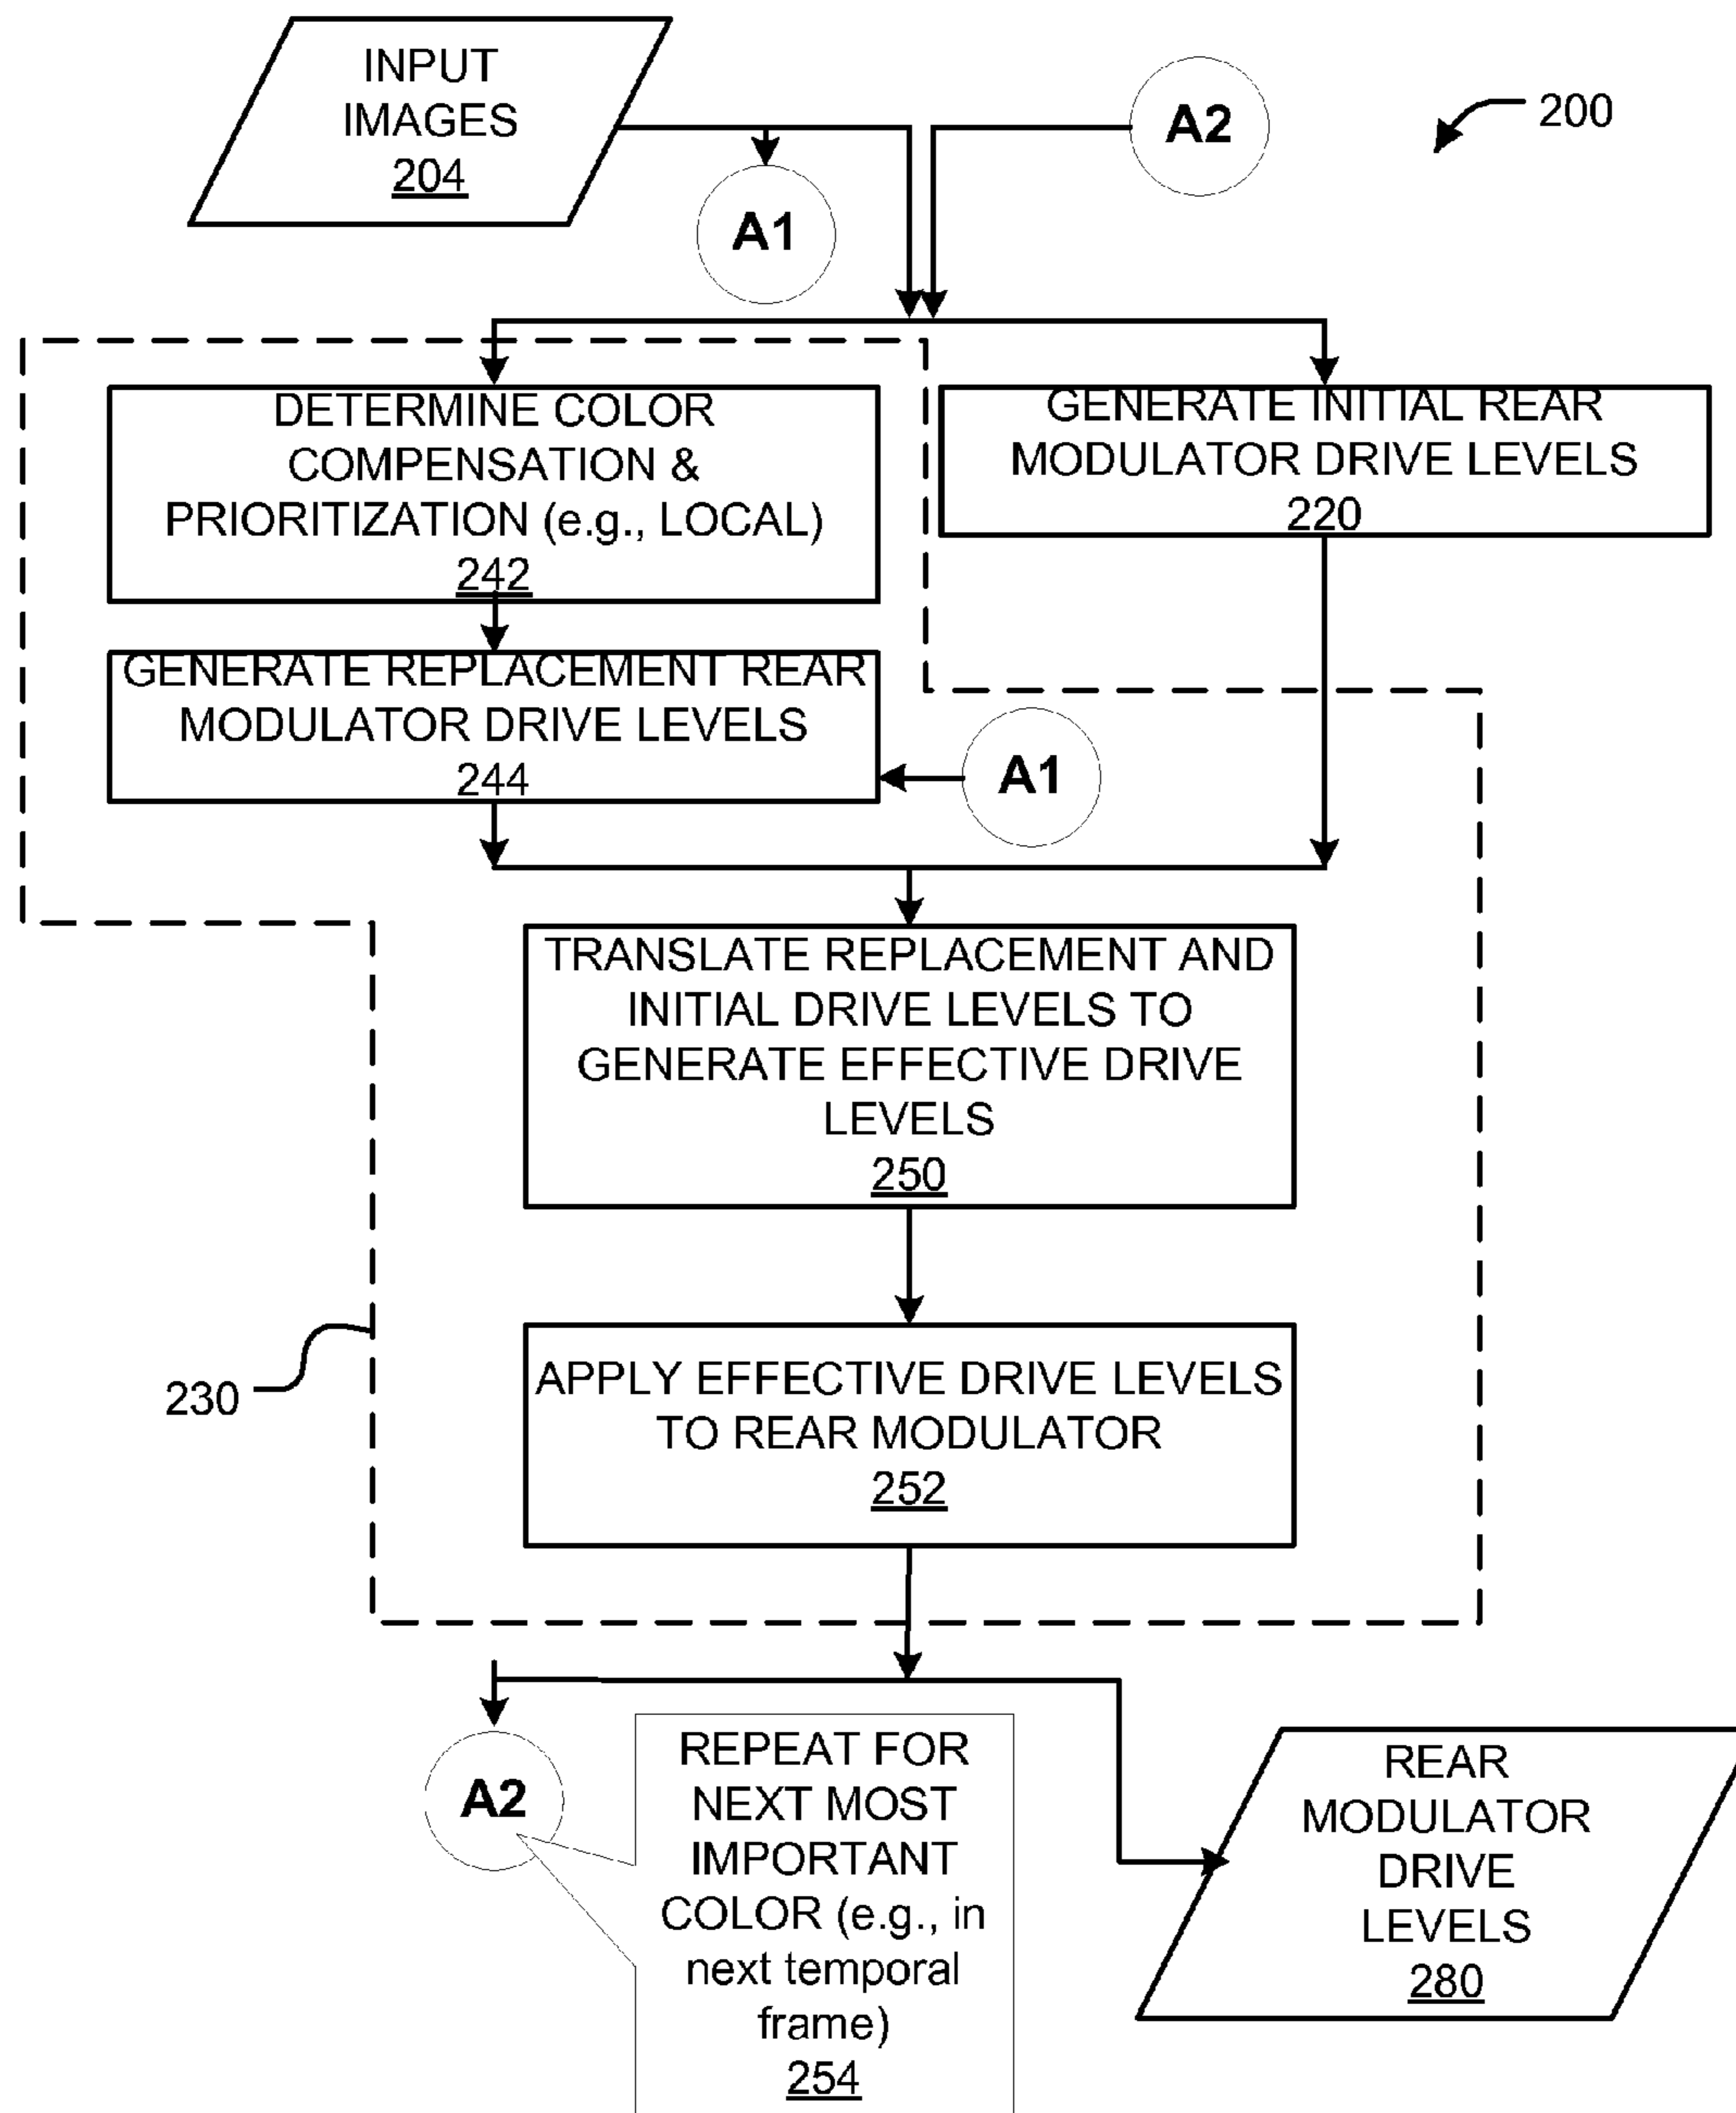 INPUT
IMAGES
204
A1
A2
200
DETERMINE COLOR
COMPENSATION &
PRIORITIZATION (e.g., LOCAL)
242
GENERATE INITIAL REAR
MODULATOR DRIVE LEVELS
220
GENERATE REPLACEMENT REAR
MODULATOR DRIVE LEVELS
244
A1
TRANSLATE REPLACEMENT AND
INITIAL DRIVE LEVELS TO
GENERATE EFFECTIVE DRIVE
LEVELS
250
230
APPLY EFFECTIVE DRIVE LEVELS
TO REAR MODULATOR
252
A2
REPEAT FOR
NEXT MOST
IMPORTANT
COLOR (e.g., in
next temporal
frame)
254
REAR
MODULATOR
DRIVE
LEVELS
280